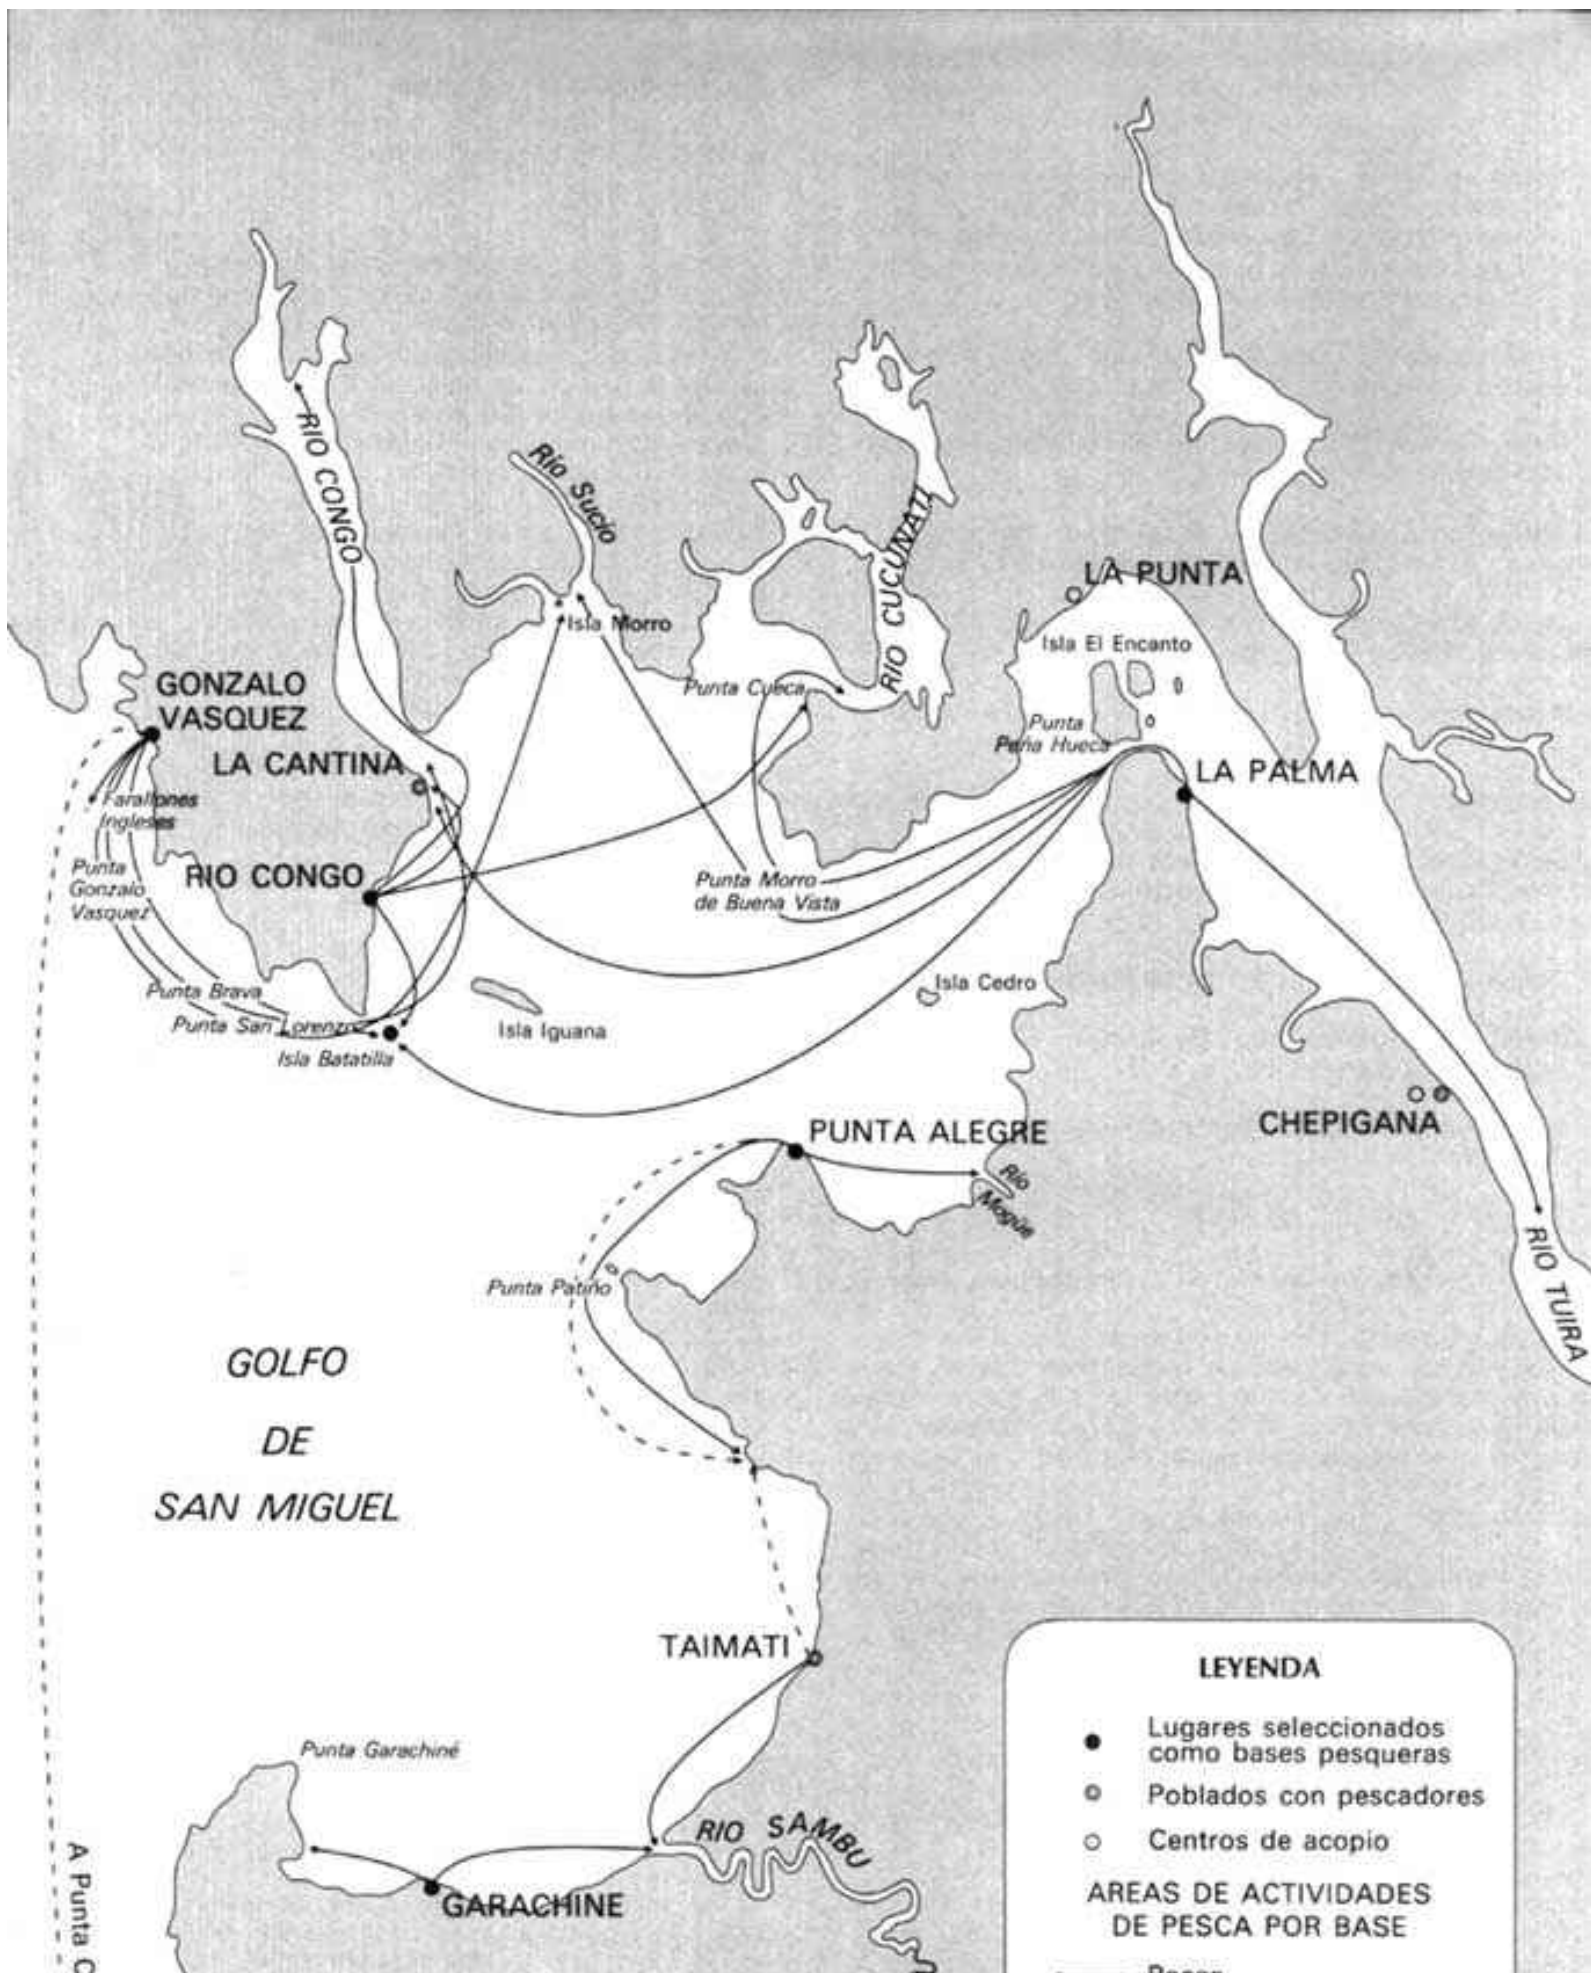 RIO CONGO
Río Sucio
RIO CUCUNATI
LA PUNTA
Isla Morro
Isla El Encanto
GONZALO
VASQUEZ
Punta Cueca
Punta
Peña Hueca
LA CANTINA
LA PALMA
Farallones
Ingleses
RIO CONGO
Punta
Gonzalo
Vasquez
Punta Morro
de Buena Vista
Punta Brava
Isla Cedro
Punta San Lorenzo
Isla Iguana
Isla Batatilla
PUNTA ALEGRE
CHEPIGANA
Río
Mogüe
Punta Patiño
RIO TUIRA
GOLFO
DE
SAN MIGUEL
TAIMATI
Punta Garachiné
RIO SAMBU
GARACHINE
A Punta C
LEYENDA
Lugares seleccionados
como bases pesqueras
Poblados con pescadores
Centros de acopio
AREAS DE ACTIVIDADES
DE PESCA POR BASE